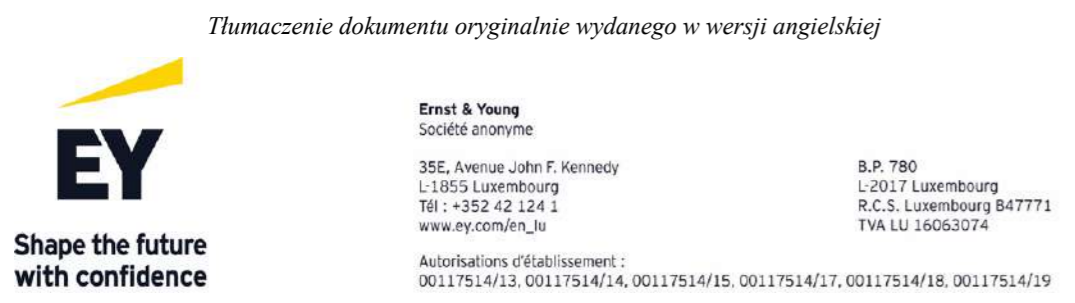 Tłumaczenie dokumentu oryginalnie wydanego w wersji angielskiej
EY
Shape the future
with confidence
Ernst & Young
Société anonyme
35E, Avenue John F. Kennedy
L-1855 Luxembourg
Tél : +352 42 124 1
www.ey.com/en_lu
B.P. 780
L-2017 Luxembourg
R.C.S. Luxembourg B47771
TVA LU 16063074
Autorisations d'établissement :
00117514/13, 00117514/14, 00117514/15, 00117514/17, 00117514/18, 00117514/19